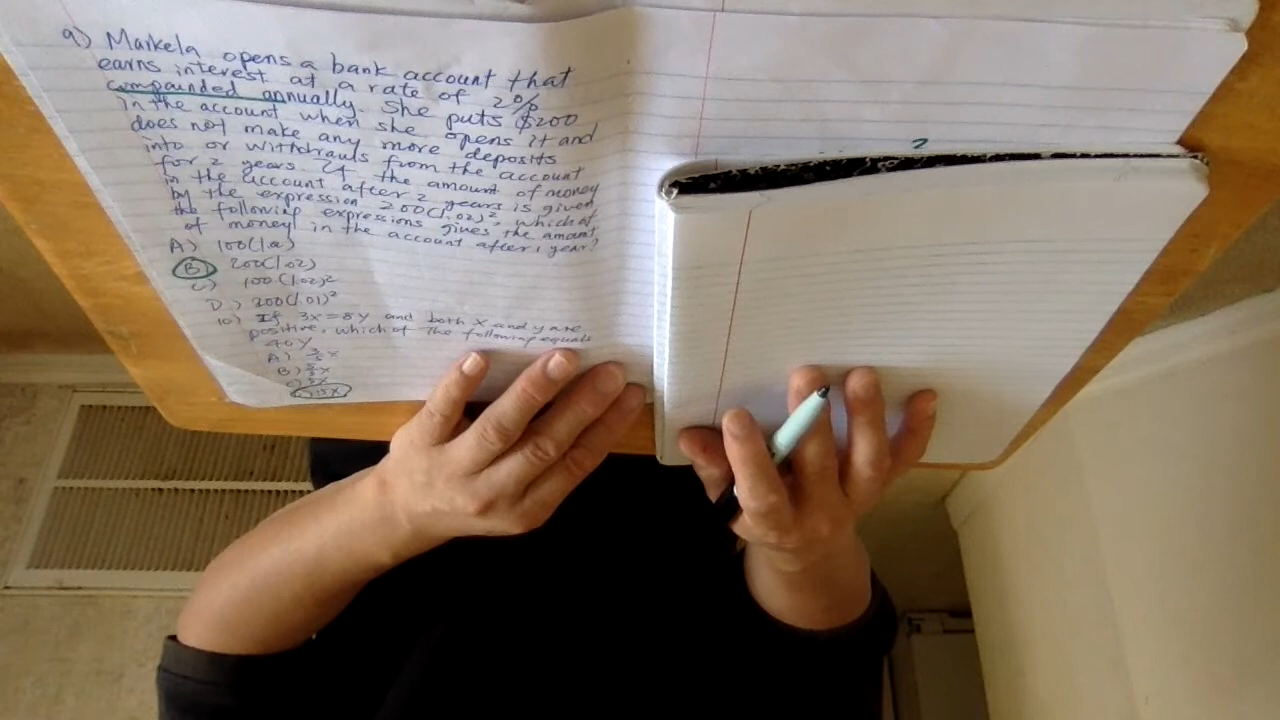 9) Markela opens a bank account that
earns interest at a rate of 2%
compounded annually. She puts $200
in the account when she opens it and
does not make any more deposits
into or withdrauls from the account
for 2 years If the amount of money
in the account after 2 years is given
by the expression 200(1.02)², which of
the following expressions gives the amount
of money in the account after 1 year?
A) 100(1.02)
B) 200(1.02)
C) 100(1.02)²
D.) 200(1.01)²
10) If 3x=8y and both x and y are
positive, which of the following equals
40y
A)
B)
15x
?